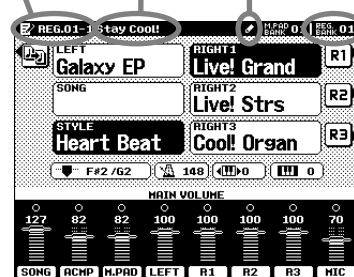 REG.01-1 Stay Cool! M.PAD BANK 01 REG. BANK 01
LEFT
Galaxy EP
RIGHT1
Live! Grand
R1
SONG
RIGHT2
Live! Strs
R2
STYLE
Heart Beat
RIGHT3
Cool! Organ
R3
F#2/G2 148 0 0
MAIN VOLUME
127 82 82 100 100 100 100 70
SONG ACMP M.PAD LEFT R1 R2 R3 MIC